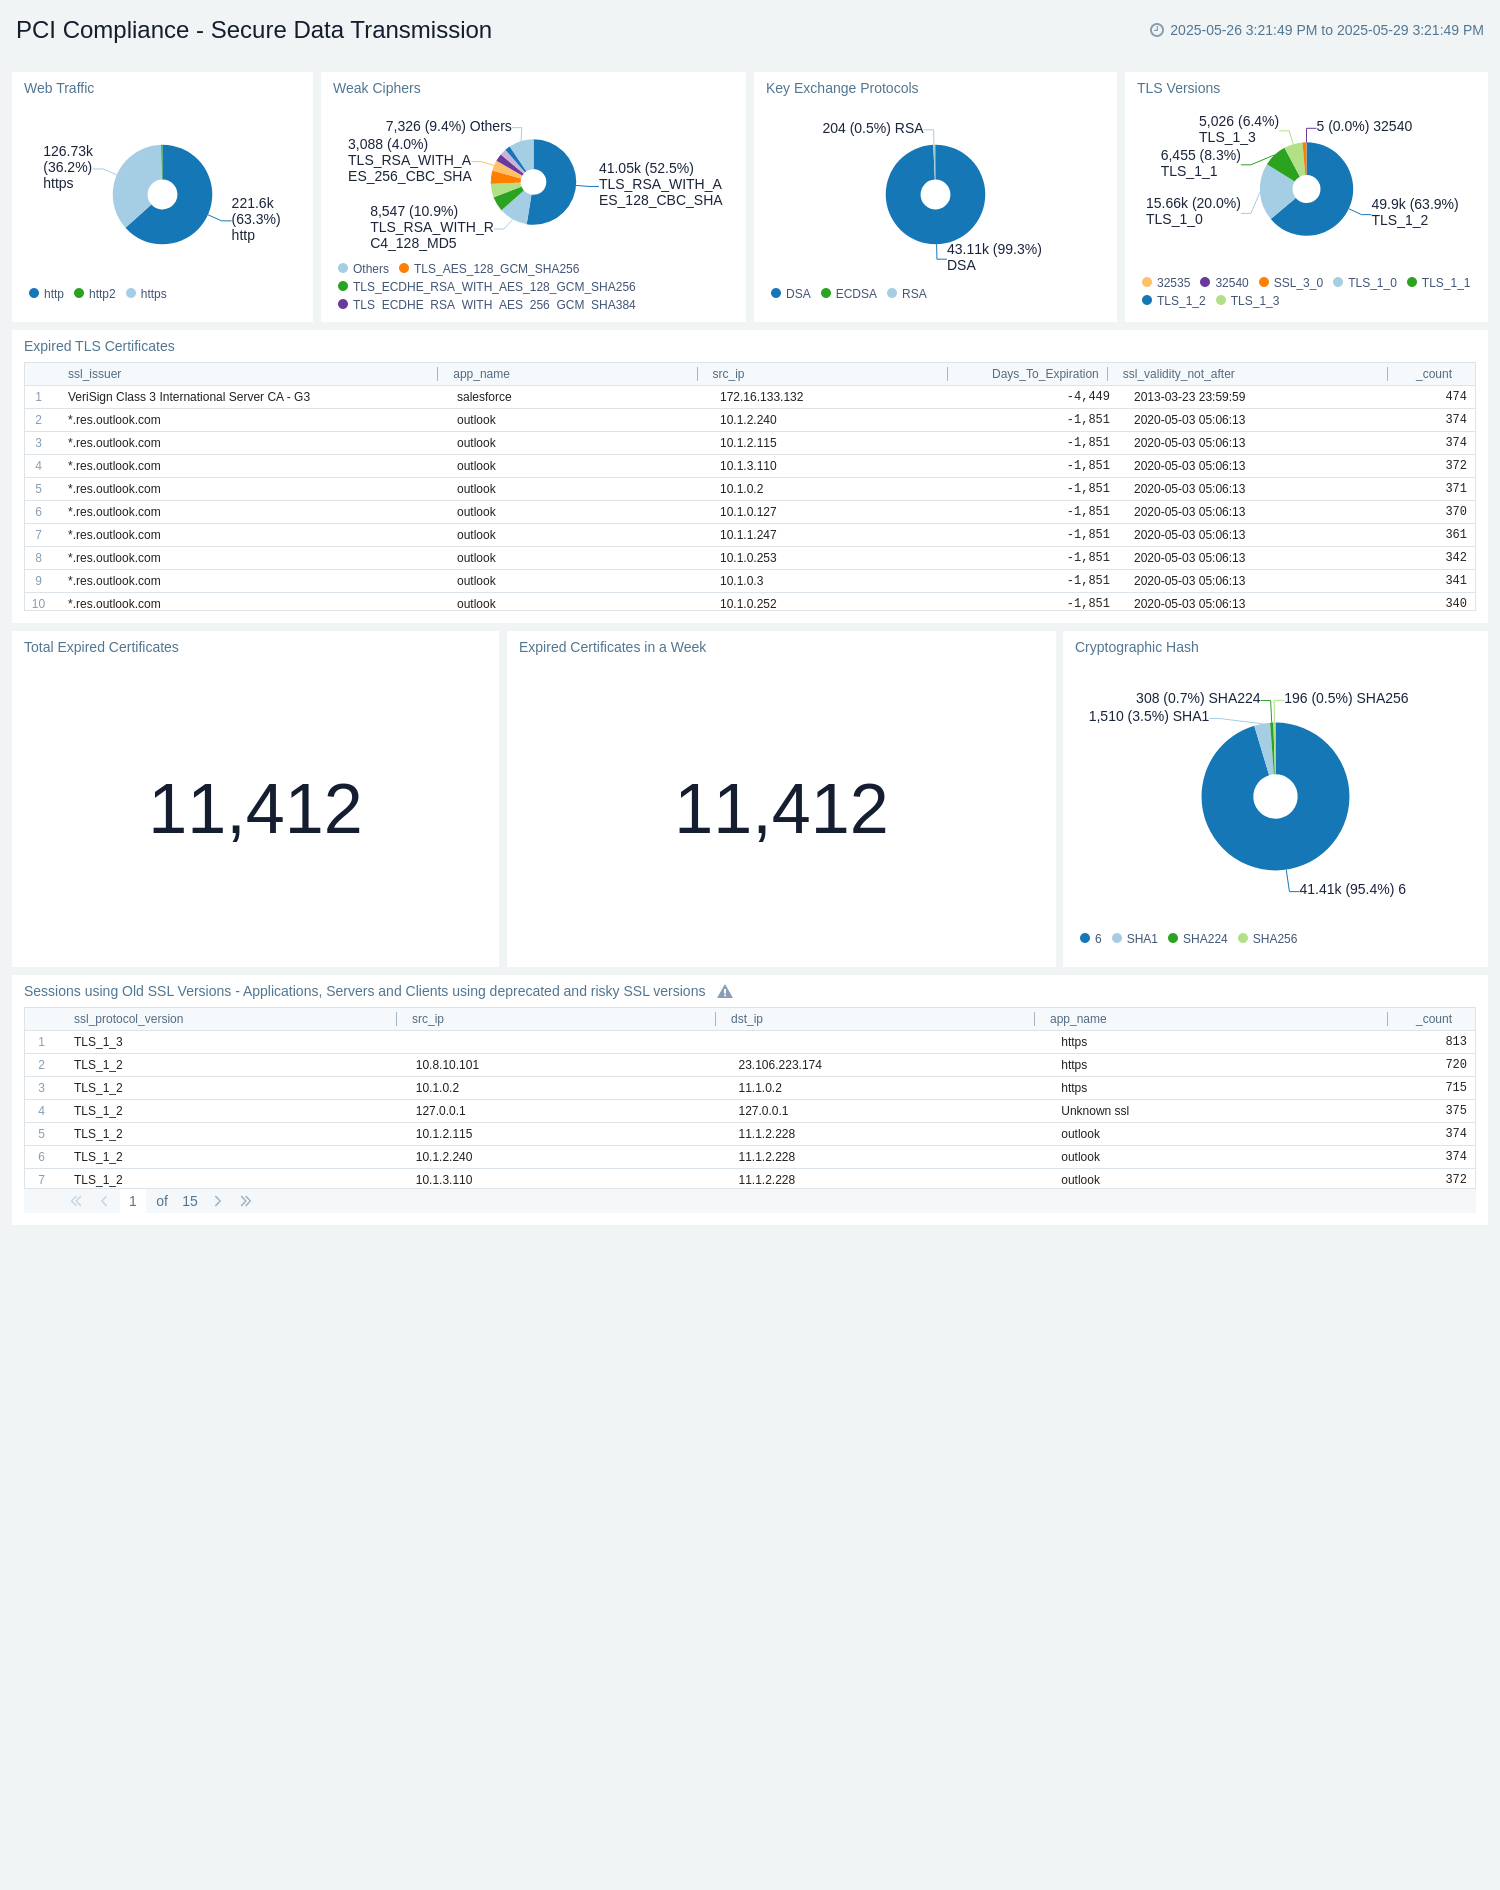 PCI Compliance - Secure Data Transmission
2025-05-26 3:21:49 PM to 2025-05-29 3:21:49 PM
Web Traffic
126.73k
(36.2%)
https
221.6k
(63.3%)
http
http http2 https
Weak Ciphers
7,326 (9.4%) Others
3,088 (4.0%)
TLS_RSA_WITH_A
ES_256_CBC_SHA
41.05k (52.5%)
TLS_RSA_WITH_A
ES_128_CBC_SHA
8,547 (10.9%)
TLS_RSA_WITH_R
C4_128_MD5
Others TLS_AES_128_GCM_SHA256
TLS_ECDHE_RSA_WITH_AES_128_GCM_SHA256
TLS_ECDHE_RSA_WITH_AES_256_GCM_SHA384
Key Exchange Protocols
204 (0.5%) RSA
43.11k (99.3%)
DSA
DSA ECDSA RSA
TLS Versions
5,026 (6.4%)
TLS_1_3
5 (0.0%) 32540
6,455 (8.3%)
TLS_1_1
15.66k (20.0%)
TLS_1_0
49.9k (63.9%)
TLS_1_2
32535 32540 SSL_3_0 TLS_1_0 TLS_1_1
TLS_1_2 TLS_1_3
Expired TLS Certificates
ssl_issuer app_name src_ip Days_To_Expiration ssl_validity_not_after _count
1 VeriSign Class 3 International Server CA - G3 salesforce 172.16.133.132 -4,449 2013-03-23 23:59:59 474
2 *.res.outlook.com outlook 10.1.2.240 -1,851 2020-05-03 05:06:13 374
3 *.res.outlook.com outlook 10.1.2.115 -1,851 2020-05-03 05:06:13 374
4 *.res.outlook.com outlook 10.1.3.110 -1,851 2020-05-03 05:06:13 372
5 *.res.outlook.com outlook 10.1.0.2 -1,851 2020-05-03 05:06:13 371
6 *.res.outlook.com outlook 10.1.0.127 -1,851 2020-05-03 05:06:13 370
7 *.res.outlook.com outlook 10.1.1.247 -1,851 2020-05-03 05:06:13 361
8 *.res.outlook.com outlook 10.1.0.253 -1,851 2020-05-03 05:06:13 342
9 *.res.outlook.com outlook 10.1.0.3 -1,851 2020-05-03 05:06:13 341
10 *.res.outlook.com outlook 10.1.0.252 -1,851 2020-05-03 05:06:13 340
Total Expired Certificates
11,412
Expired Certificates in a Week
11,412
Cryptographic Hash
308 (0.7%) SHA224
196 (0.5%) SHA256
1,510 (3.5%) SHA1
41.41k (95.4%) 6
6 SHA1 SHA224 SHA256
Sessions using Old SSL Versions - Applications, Servers and Clients using deprecated and risky SSL versions
ssl_protocol_version src_ip dst_ip app_name _count
1 TLS_1_3 https 813
2 TLS_1_2 10.8.10.101 23.106.223.174 https 720
3 TLS_1_2 10.1.0.2 11.1.0.2 https 715
4 TLS_1_2 127.0.0.1 127.0.0.1 Unknown ssl 375
5 TLS_1_2 10.1.2.115 11.1.2.228 outlook 374
6 TLS_1_2 10.1.2.240 11.1.2.228 outlook 374
7 TLS_1_2 10.1.3.110 11.1.2.228 outlook 372
1 of 15